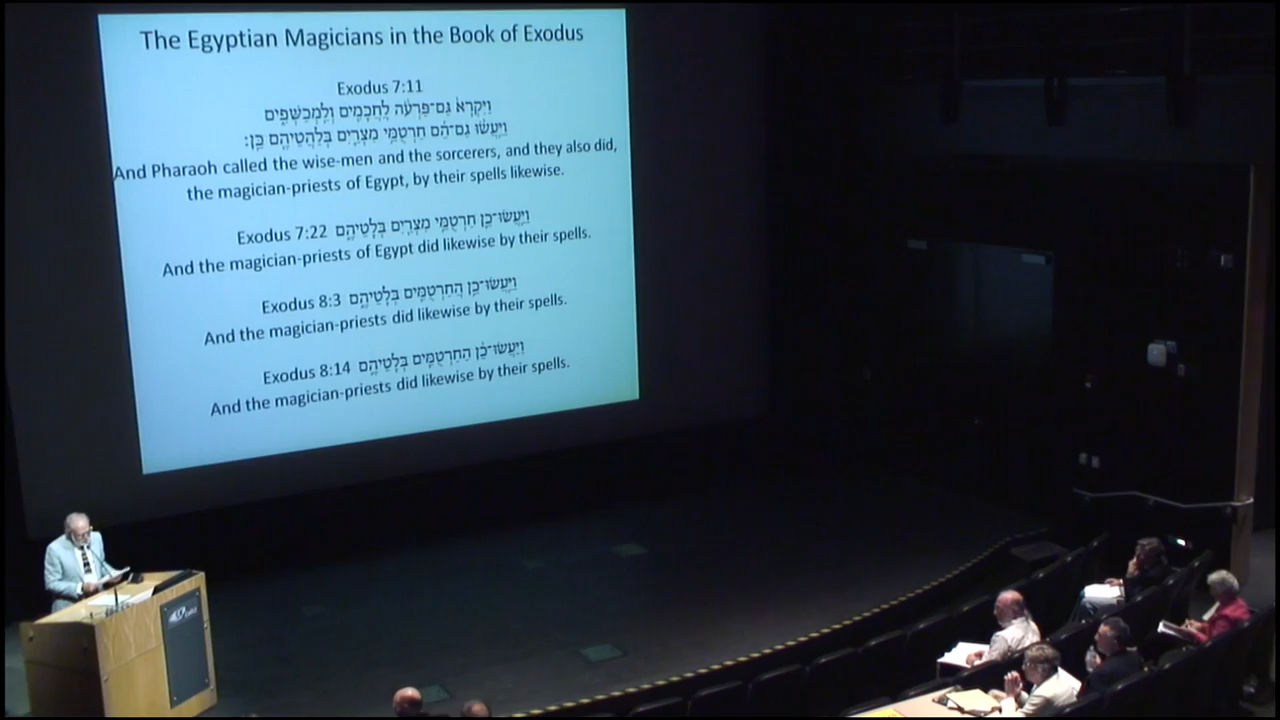 The Egyptian Magicians in the Book of Exodus
Exodus 7:11
וַיִּקְרָא֙ גַּם־פַּרְעֹ֔ה לַֽחֲכָמִ֖ים וְלַֽמְכַשְּׁפִ֑ים
וַיַּֽעֲשׂ֨וּ גַם־הֵ֜ם חַרְטֻמֵּ֥י מִצְרַ֛יִם בְּלַהֲטֵיהֶ֖ם כֵּֽן׃
And Pharaoh called the wise-men and the sorcerers, and they also did,
the magician-priests of Egypt, by their spells likewise.
Exodus 7:22 וַיַּֽעֲשׂוּ־כֵ֛ן חַרְטֻמֵּ֥י מִצְרַ֖יִם בְּלָטֵיהֶ֑ם
And the magician-priests of Egypt did likewise by their spells.
Exodus 8:3 וַיַּֽעֲשׂוּ־כֵ֥ן הַֽחַרְטֻמִּ֖ים בְּלָטֵיהֶ֑ם
And the magician-priests did likewise by their spells.
Exodus 8:14 וַיַּעֲשׂוּ־כֵ֨ן הַחַרְטֻמִּ֧ים בְּלָטֵיהֶ֛ם
And the magician-priests did likewise by their spells.